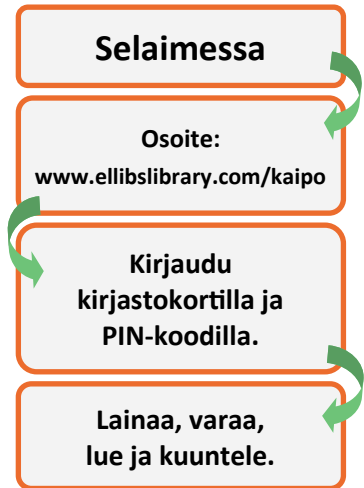 Selaimessa
Osoite:
www.ellibslibrary.com/kaipo
Kirjaudu
kirjastokortilla ja
PIN-koodilla.
Lainaa, varaa,
lue ja kuuntele.